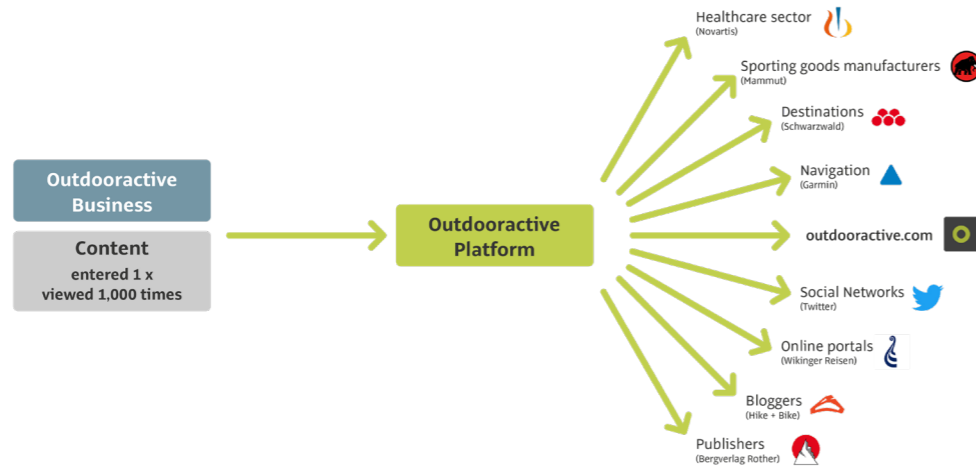 Outdooractive
Business
Content
entered 1 x
viewed 1,000 times
Outdooractive
Platform
Healthcare sector
(Novartis)
Sporting goods manufacturers
(Mammut)
Destinations
(Schwarzwald)
Navigation
(Garmin)
outdooractive.com
Social Networks
(Twitter)
Online portals
(Wikinger Reisen)
Bloggers
(Hike + Bike)
Publishers
(Bergverlag Rother)